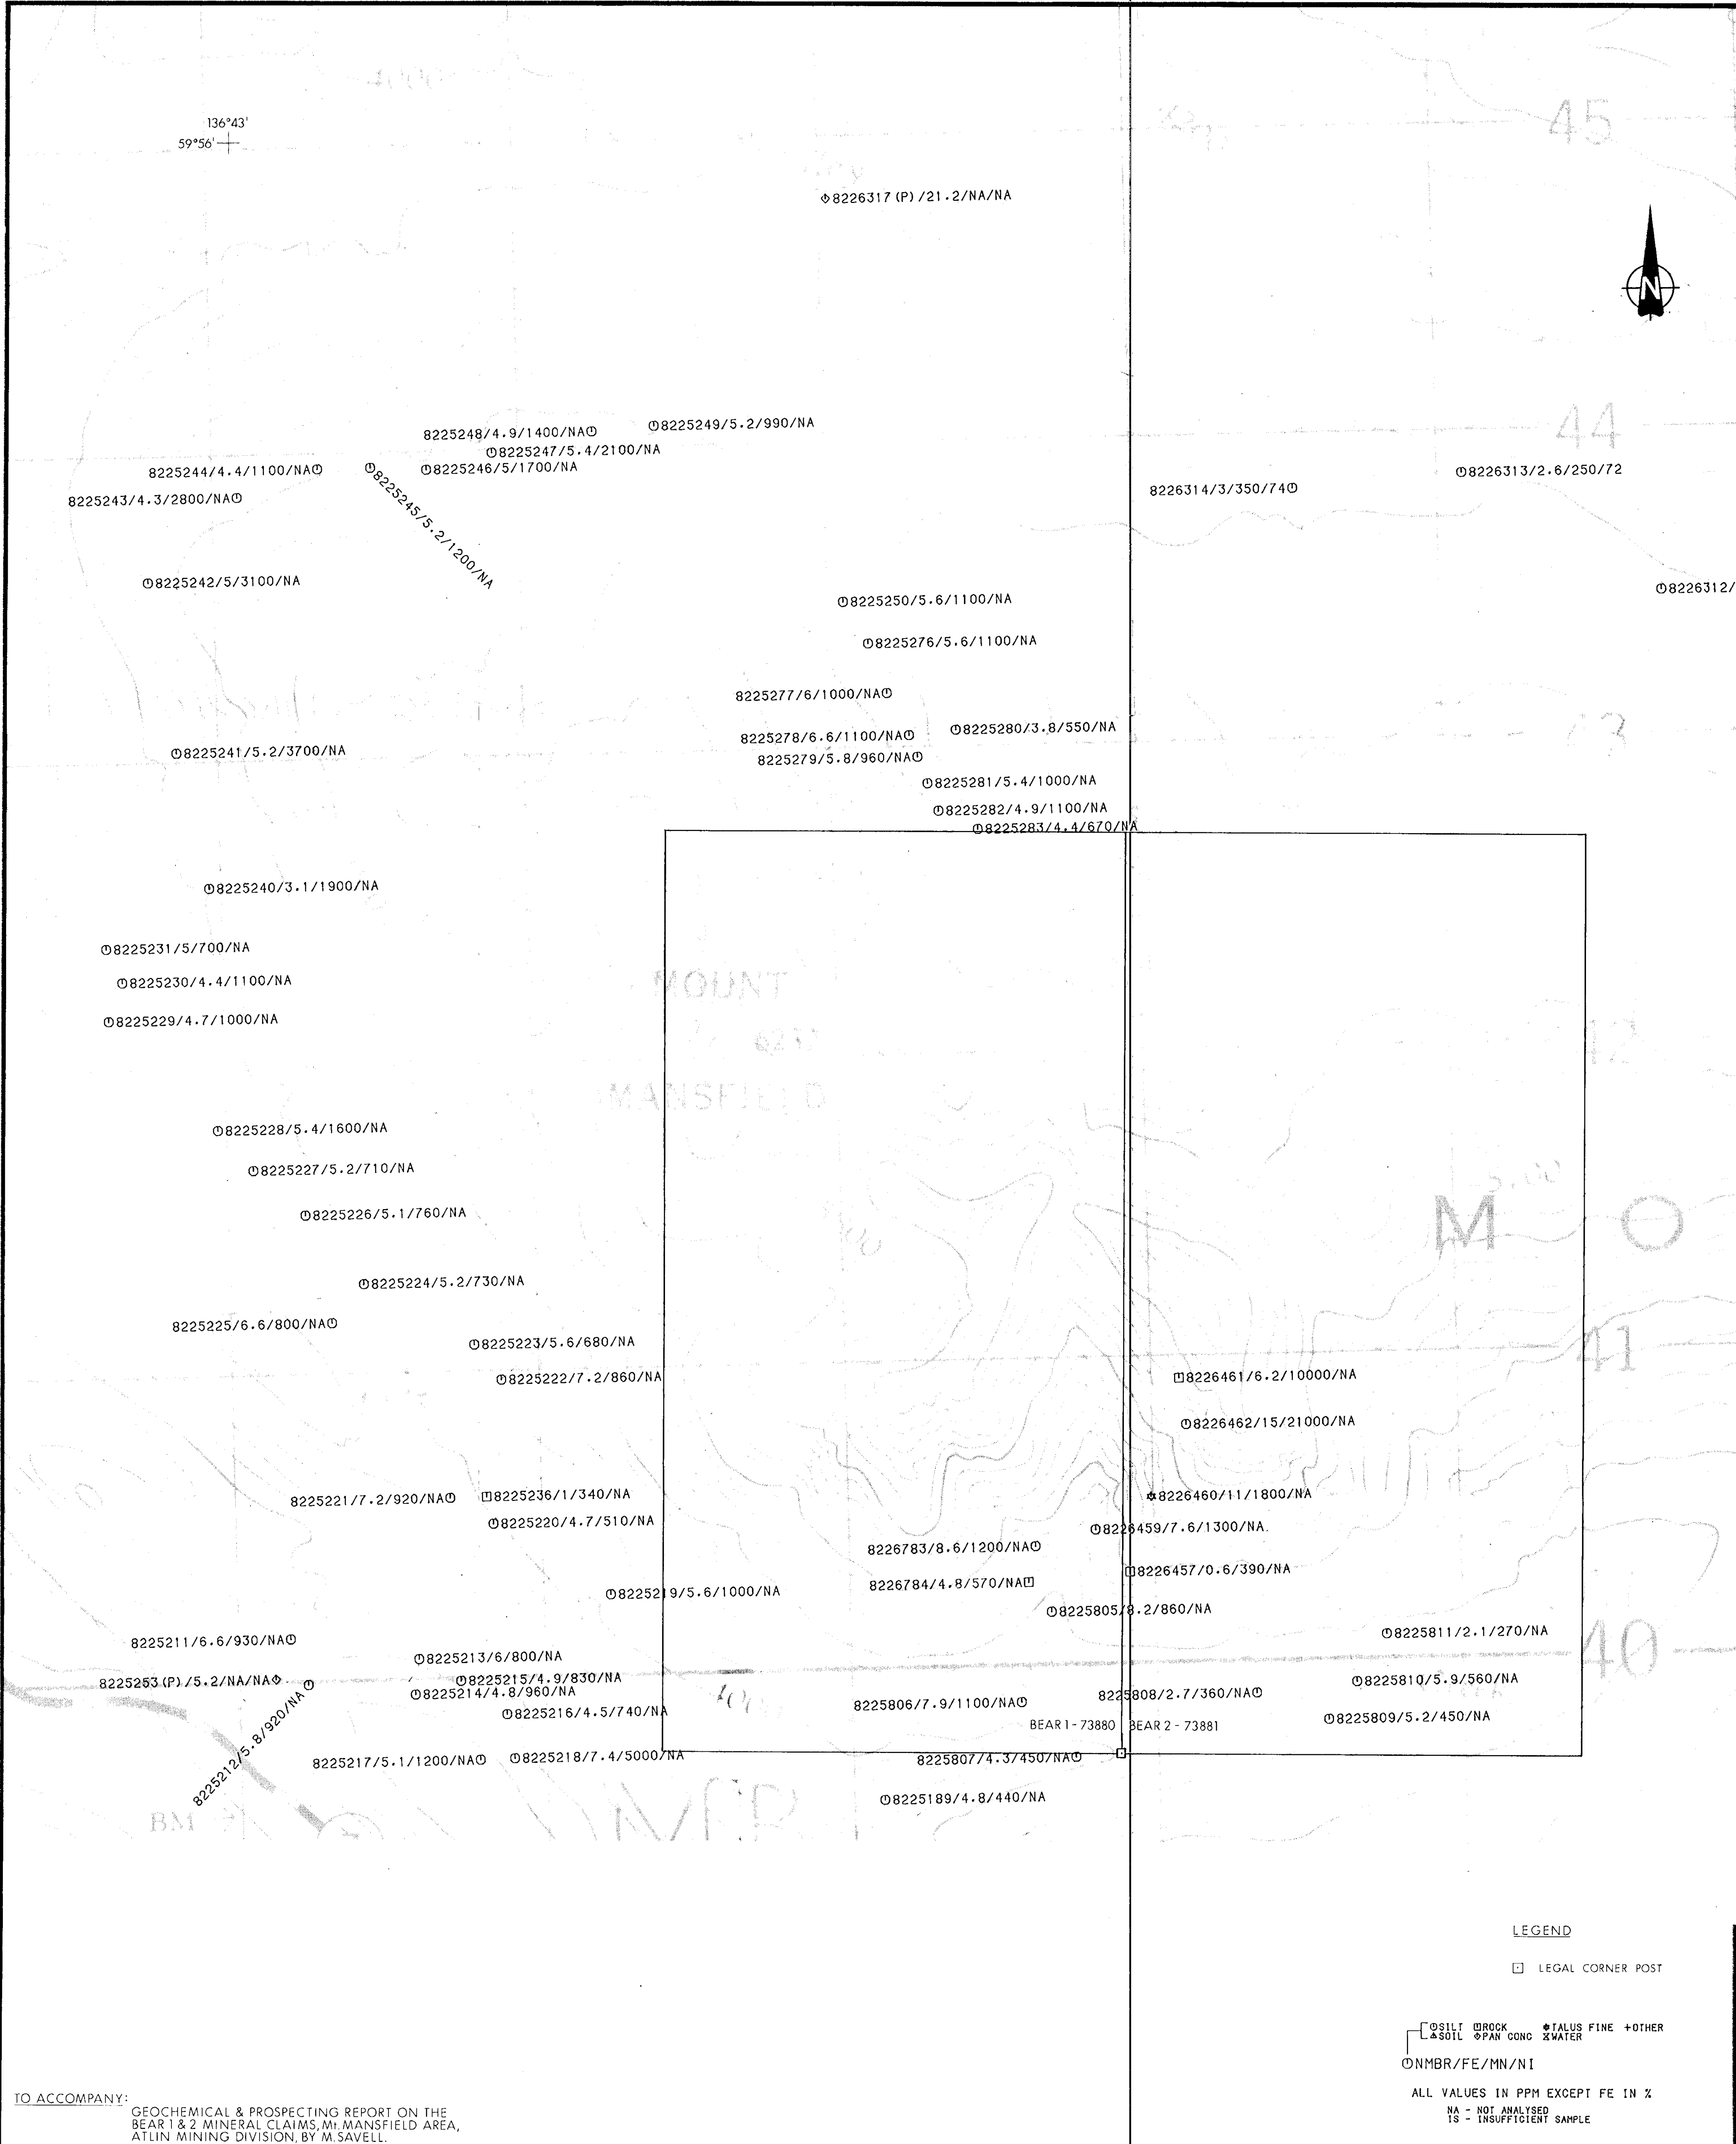 136°43'
59°56'
45
8226317(P)/21.2/NA/NA
N
8225249/5.2/990/NA
8225248/4.9/1400/NA
44
8225247/5.4/2100/NA
8225244/4.4/1100/NA
8225246/5/1700/NA
8226313/2.6/250/72
8226314/3/350/74
8225243/4.3/2800/NA
8225245/5.2/1200/NA
8225242/5/3100/NA
8226312/
8225250/5.6/1100/NA
8225276/5.6/1100/NA
8225277/6/1000/NA
8225280/3.8/550/NA
8225278/6.6/1100/NA
8225241/5.2/3700/NA
8225279/5.8/960/NA
8225281/5.4/1000/NA
8225282/4.9/1100/NA
8225283/4.4/670/NA
8225240/3.1/1900/NA
8225231/5/700/NA
8225230/4.4/1100/NA
MOUNT
8225229/4.7/1000/NA
MANSFIELD
8225228/5.4/1600/NA
8225227/5.2/710/NA
8225226/5.1/760/NA
M O
8225224/5.2/730/NA
8225225/6.6/800/NA
8225223/5.6/680/NA
41
8225222/7.2/860/NA
8226461/6.2/10000/NA
8226462/15/21000/NA
8225221/7.2/920/NA
8225236/1/340/NA
8226460/11/1800/NA
8225220/4.7/510/NA
8226459/7.6/1300/NA
8226783/8.6/1200/NA
8226457/0.6/390/NA
8226784/4.8/570/NA
8225219/5.6/1000/NA
8225805/8.2/860/NA
8225811/2.1/270/NA
8225211/6.6/930/NA
40
8225213/6/800/NA
8225253(P)/5.2/NA/NA
8225215/4.9/830/NA
8225810/5.9/560/NA
8225214/4.8/960/NA
8225808/2.7/360/NA
8225806/7.9/1100/NA
8225216/4.5/740/NA
8225809/5.2/450/NA
BEAR 1 - 73880
BEAR 2 - 73881
8225212/5.8/920/NA
8225217/5.1/1200/NA
8225218/7.4/5000/NA
8225807/4.3/450/NA
8225189/4.8/440/NA
BM
LEGEND
LEGAL CORNER POST
SILT ROCK TALUS FINE +OTHER
SOIL PAN CONC WATER
NMBR/FE/MN/NI
ALL VALUES IN PPM EXCEPT FE IN %
NA - NOT ANALYSED
IS - INSUFFICIENT SAMPLE
TO ACCOMPANY:
GEOCHEMICAL & PROSPECTING REPORT ON THE
BEAR 1 & 2 MINERAL CLAIMS, Mt. MANSFIELD AREA,
ATLIN MINING DIVISION, BY M. SAVELL.